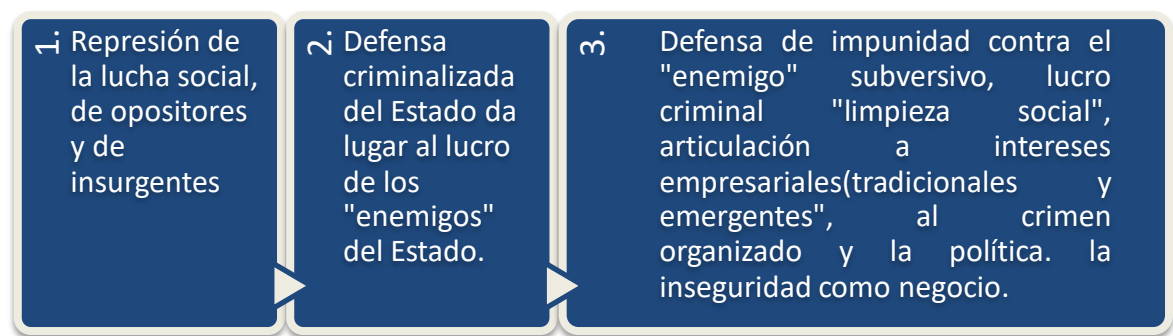 1.
Represión de
la lucha social,
de opositores
y de
insurgentes
2.
Defensa
criminalizada
del Estado da
lugar al lucro
de los
"enemigos"
del Estado.
3.
Defensa de impunidad contra el
"enemigo" subversivo, lucro
criminal "limpieza social",
articulación a intereses
empresariales(tradicionales y
emergentes", al crimen
organizado y la política. la
inseguridad como negocio.